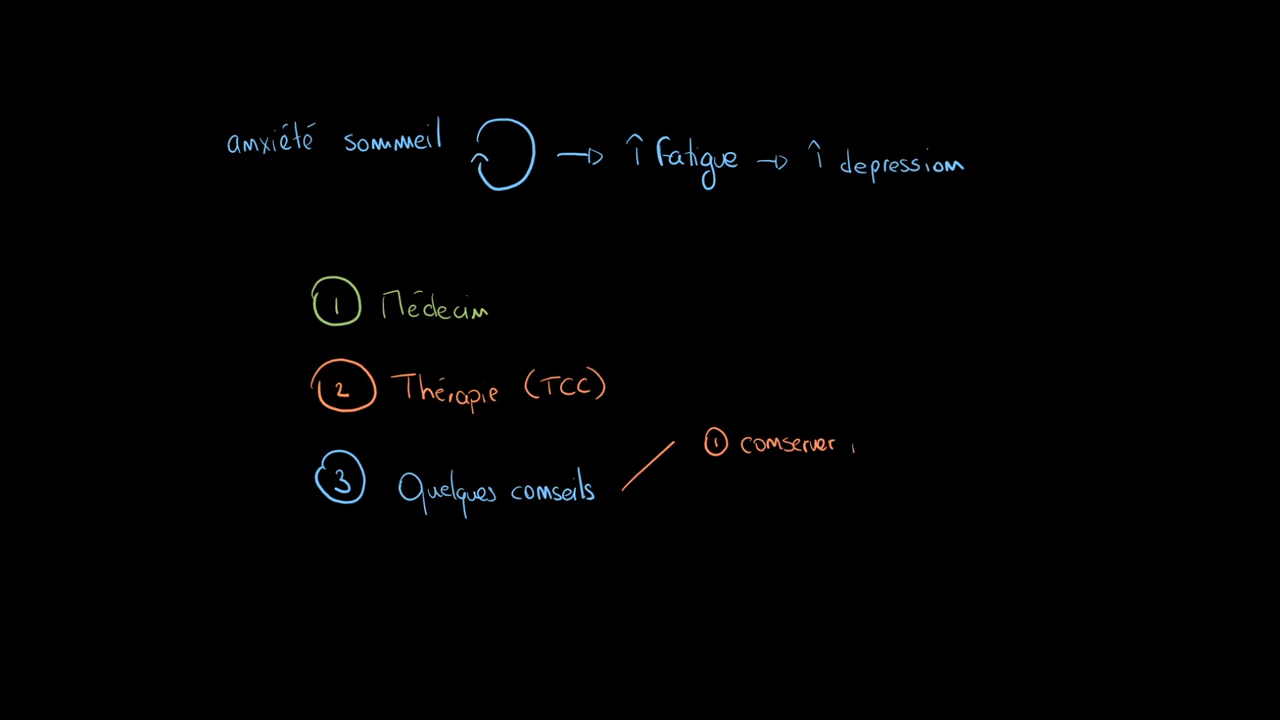 anxiété sommeil → ↑ fatigue → ↑ depression
1 Médecin
2 Thérapie (TCC)
3 Quelques conseils
1 conserver